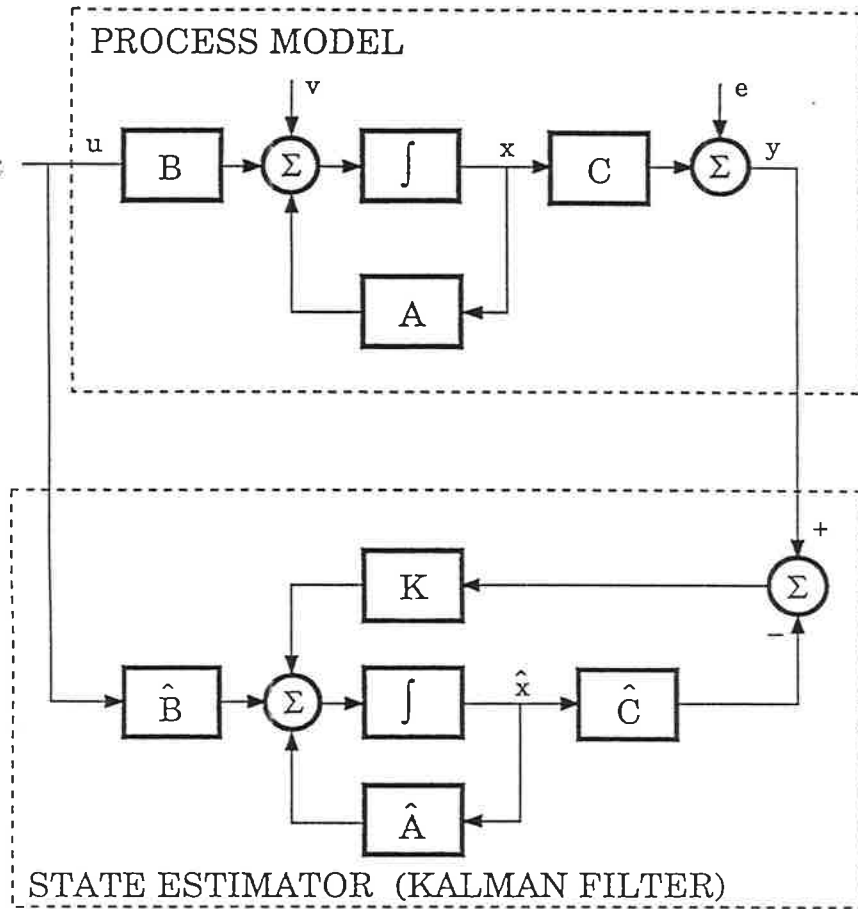 PROCESS MODEL
v
e
u
B
Σ
∫
x
C
Σ
y
A
+
K
Σ
−
B̂
Σ
∫
x̂
Ĉ
Â
STATE ESTIMATOR (KALMAN FILTER)